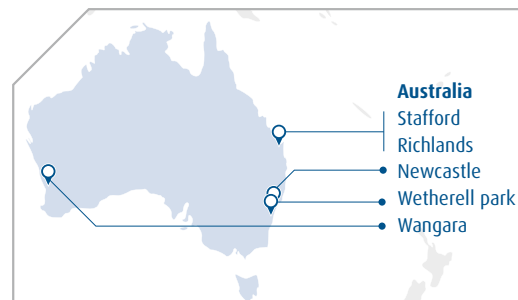 Australia
Stafford
Richlands
Newcastle
Wetherell park
Wangara